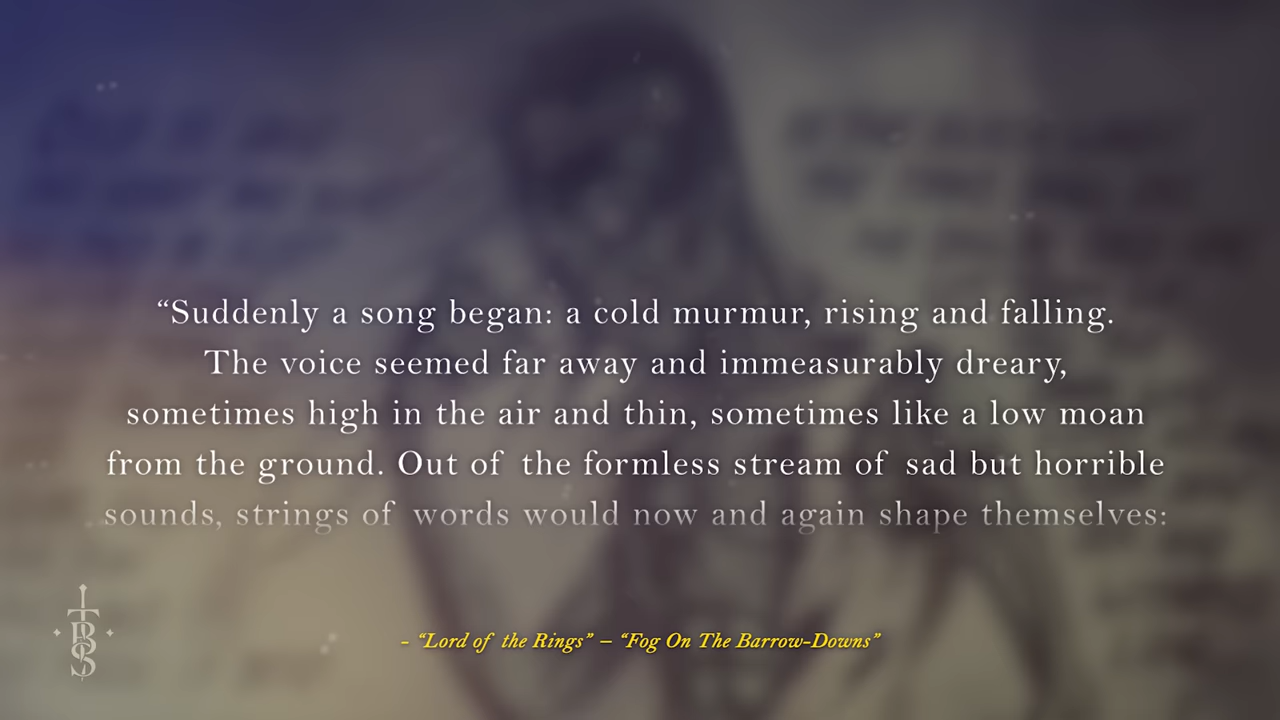 “Suddenly a song began: a cold murmur, rising and falling.
The voice seemed far away and immeasurably dreary,
sometimes high in the air and thin, sometimes like a low moan
from the ground. Out of the formless stream of sad but horrible
sounds, strings of words would now and again shape themselves:
- “Lord of the Rings” – “Fog On The Barrow-Downs”
TBS